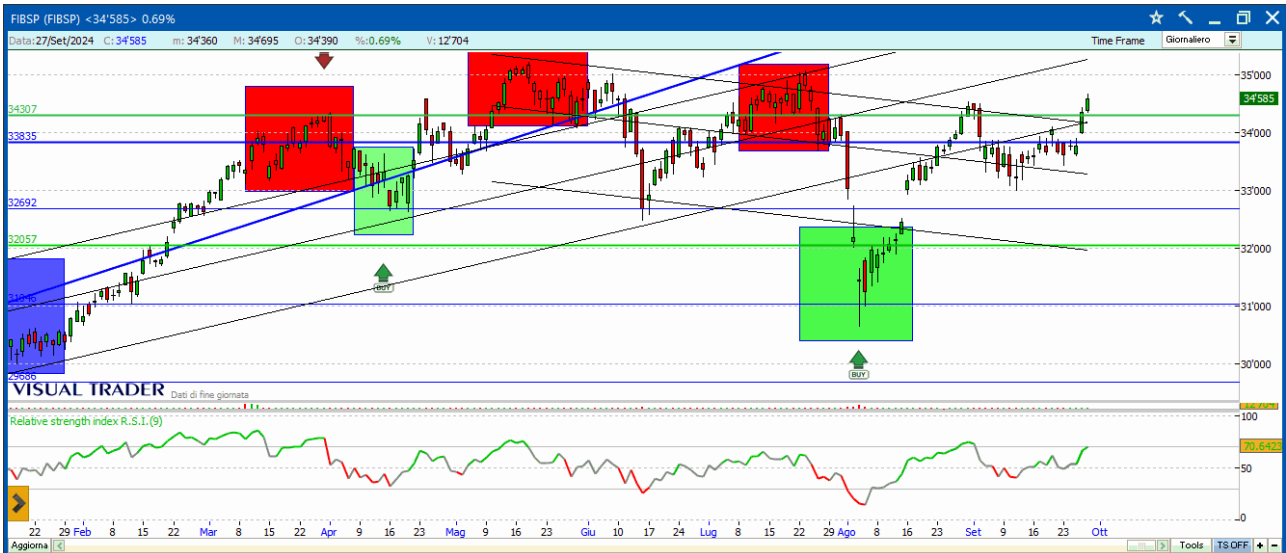 FIBSP (FIBSP) <34'585> 0.69%
Data:27/Set/2024 C: 34'585 m: 34'360 M: 34'695 O: 34'390 %:0.69% V: 12'704 Time Frame Giornaliero
35'000
34'585
34307
34'000
33835
33'000
32692
32057
32'000
31046
31'000
BUY
30'000
BUY
29686
VISUAL TRADER Dati di fine giornata
12'704
Relative strength index R.S.I.(9)
100
70.6423
50
0
22 29 Feb 8 15 22 Mar 8 15 22 Apr 9 16 23 Mag 9 16 23 Giu 10 17 24 Lug 9 16 22 29 Ago 8 16 23 Set 9 16 23 Ott
Aggiorna Tools TS OFF + -